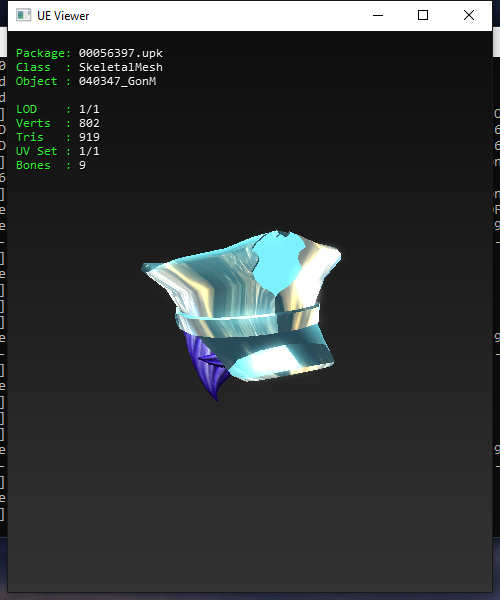 UE Viewer
Package: 00056397.upk
Class  : SkeletalMesh
Object : 040347_GonM
LOD    : 1/1
Verts  : 802
Tris   : 919
UV Set : 1/1
Bones  : 9